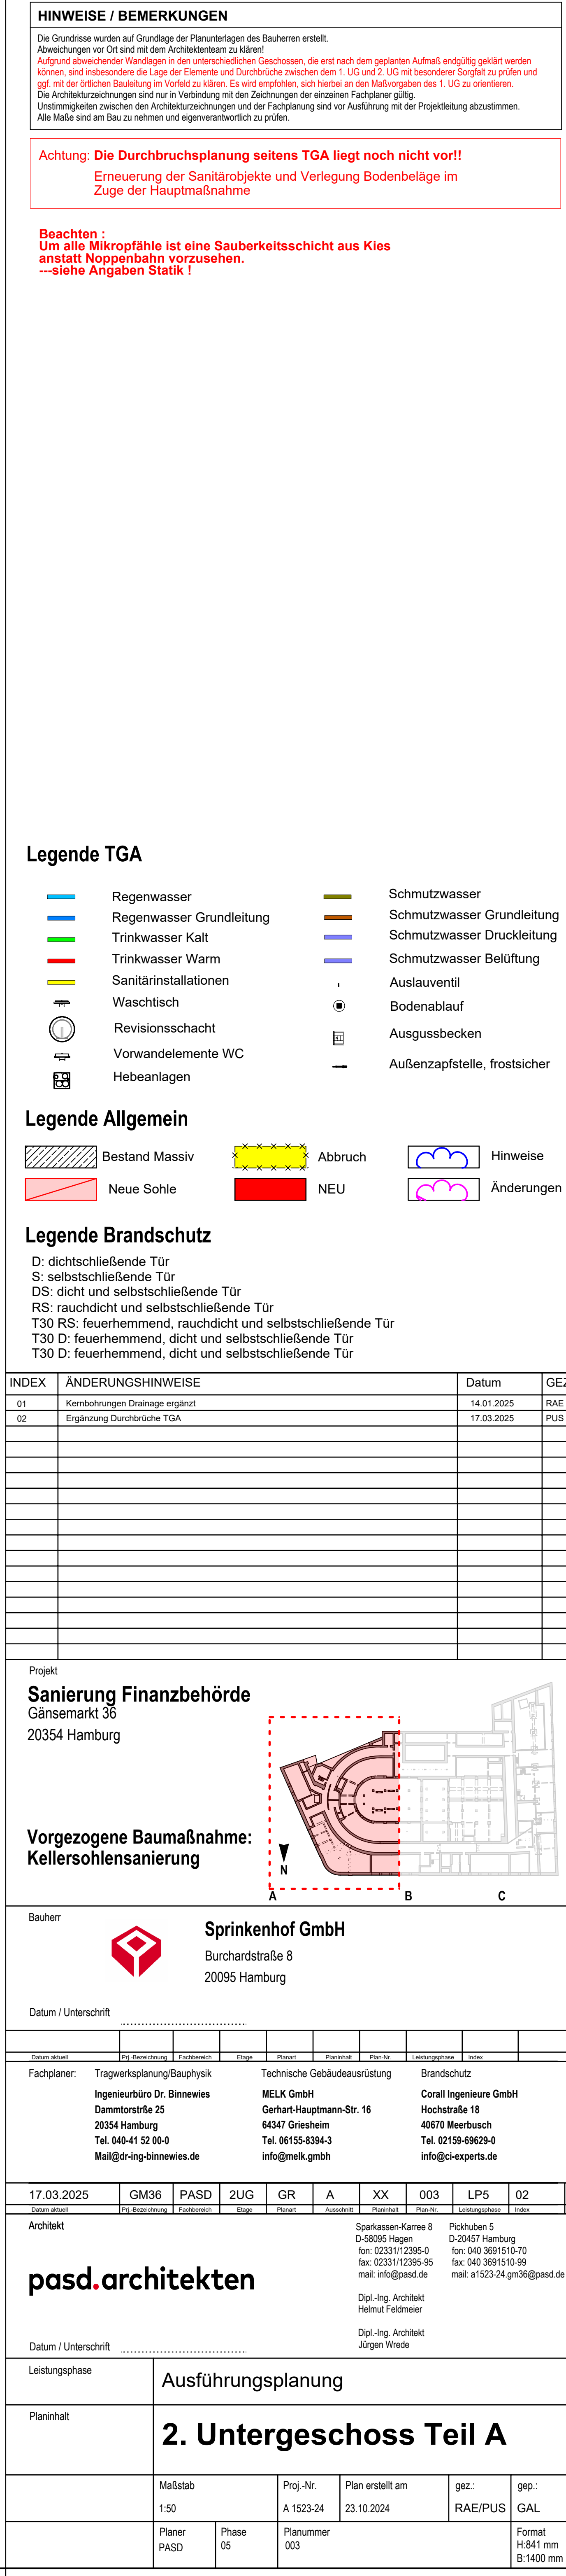 HINWEISE / BEMERKUNGEN
Die Grundrisse wurden auf Grundlage der Planunterlagen des Bauherren erstellt.
Abweichungen vor Ort sind mit dem Architektenteam zu klären!
Aufgrund abweichender Wandlagen in den unterschiedlichen Geschossen, die erst nach dem geplanten Aufmaß endgültig geklärt werden
können, sind insbesondere die Lage der Elemente und Durchbrüche zwischen dem 1. UG und 2. UG mit besonderer Sorgfalt zu prüfen und
ggf. mit der örtlichen Bauleitung im Vorfeld zu klären. Es wird empfohlen, sich hierbei an den Maßvorgaben des 1. UG zu orientieren.
Die Architekturzeichnungen sind nur in Verbindung mit den Zeichnungen der einzelnen Fachplaner gültig.
Unstimmigkeiten zwischen den Architekturzeichnungen und der Fachplanung sind vor Ausführung mit der Projektleitung abzustimmen.
Alle Maße sind am Bau zu nehmen und eigenverantwortlich zu prüfen.
Achtung: Die Durchbruchsplanung seitens TGA liegt noch nicht vor!!
Erneuerung der Sanitärobjekte und Verlegung Bodenbeläge im
Zuge der Hauptmaßnahme
Beachten :
Um alle Mikropfähle ist eine Sauberkeitsschicht aus Kies
anstatt Noppenbahn vorzusehen.
---siehe Angaben Statik !
Legende TGA
Regenwasser
Regenwasser Grundleitung
Trinkwasser Kalt
Trinkwasser Warm
Sanitärinstallationen
Waschtisch
Revisionsschacht
Vorwandelemente WC
Hebeanlagen
Schmutzwasser
Schmutzwasser Grundleitung
Schmutzwasser Druckleitung
Schmutzwasser Belüftung
Auslauventil
Bodenablauf
Ausgussbecken
Außenzapfstelle, frostsicher
Legende Allgemein
Bestand Massiv Abbruch Hinweise
Neue Sohle NEU Änderungen
Legende Brandschutz
D: dichtschließende Tür
S: selbstschließende Tür
DS: dicht und selbstschließende Tür
RS: rauchdicht und selbstschließende Tür
T30 RS: feuerhemmend, rauchdicht und selbstschließende Tür
T30 D: feuerhemmend, dicht und selbstschließende Tür
T30 D: feuerhemmend, dicht und selbstschließende Tür
INDEX ÄNDERUNGSHINWEISE Datum GEZ
01 Kernbohrungen Drainage ergänzt 14.01.2025 RAE
02 Ergänzung Durchbrüche TGA 17.03.2025 PUS
Projekt
Sanierung Finanzbehörde
Gänsemarkt 36
20354 Hamburg
Vorgezogene Baumaßnahme:
Kellersohlensanierung
N
A B C
Bauherr
Sprinkenhof GmbH
Burchardstraße 8
20095 Hamburg
Datum / Unterschrift
Datum aktuell Prj.-Bezeichnung Fachbereich Etage Planart Planinhalt Plan-Nr. Leistungsphase Index
Fachplaner: Tragwerksplanung/Bauphysik Technische Gebäudeausrüstung Brandschutz
Ingenieurbüro Dr. Binnewies MELK GmbH Corall Ingenieure GmbH
Dammtorstrße 25 Gerhart-Hauptmann-Str. 16 Hochstraße 18
20354 Hamburg 64347 Griesheim 40670 Meerbusch
Tel. 040-41 52 00-0 Tel. 06155-8394-3 Tel. 02159-69629-0
Mail@dr-ing-binnewies.de info@melk.gmbh info@ci-experts.de
17.03.2025 GM36 PASD 2UG GR A XX 003 LP5 02
Datum aktuell Prj.-Bezeichnung Fachbereich Etage Planart Ausschnitt Planinhalt Plan-Nr. Leistungsphase Index
Architekt
pasd.architekten
Sparkassen-Karree 8 Pickhuben 5
D-58095 Hagen D-20457 Hamburg
fon: 02331/12395-0 fon: 040 3691510-70
fax: 02331/12395-95 fax: 040 3691510-99
mail: info@pasd.de mail: a1523-24.gm36@pasd.de
Dipl.-Ing. Architekt
Helmut Feldmeier
Dipl.-Ing. Architekt
Jürgen Wrede
Datum / Unterschrift
Leistungsphase
Ausführungsplanung
Planinhalt
2. Untergeschoss Teil A
Maßstab Proj.-Nr. Plan erstellt am gez.: gep.:
1:50 A 1523-24 23.10.2024 RAE/PUS GAL
Planer Phase Planummer Format
PASD 05 003 H:841 mm
B:1400 mm